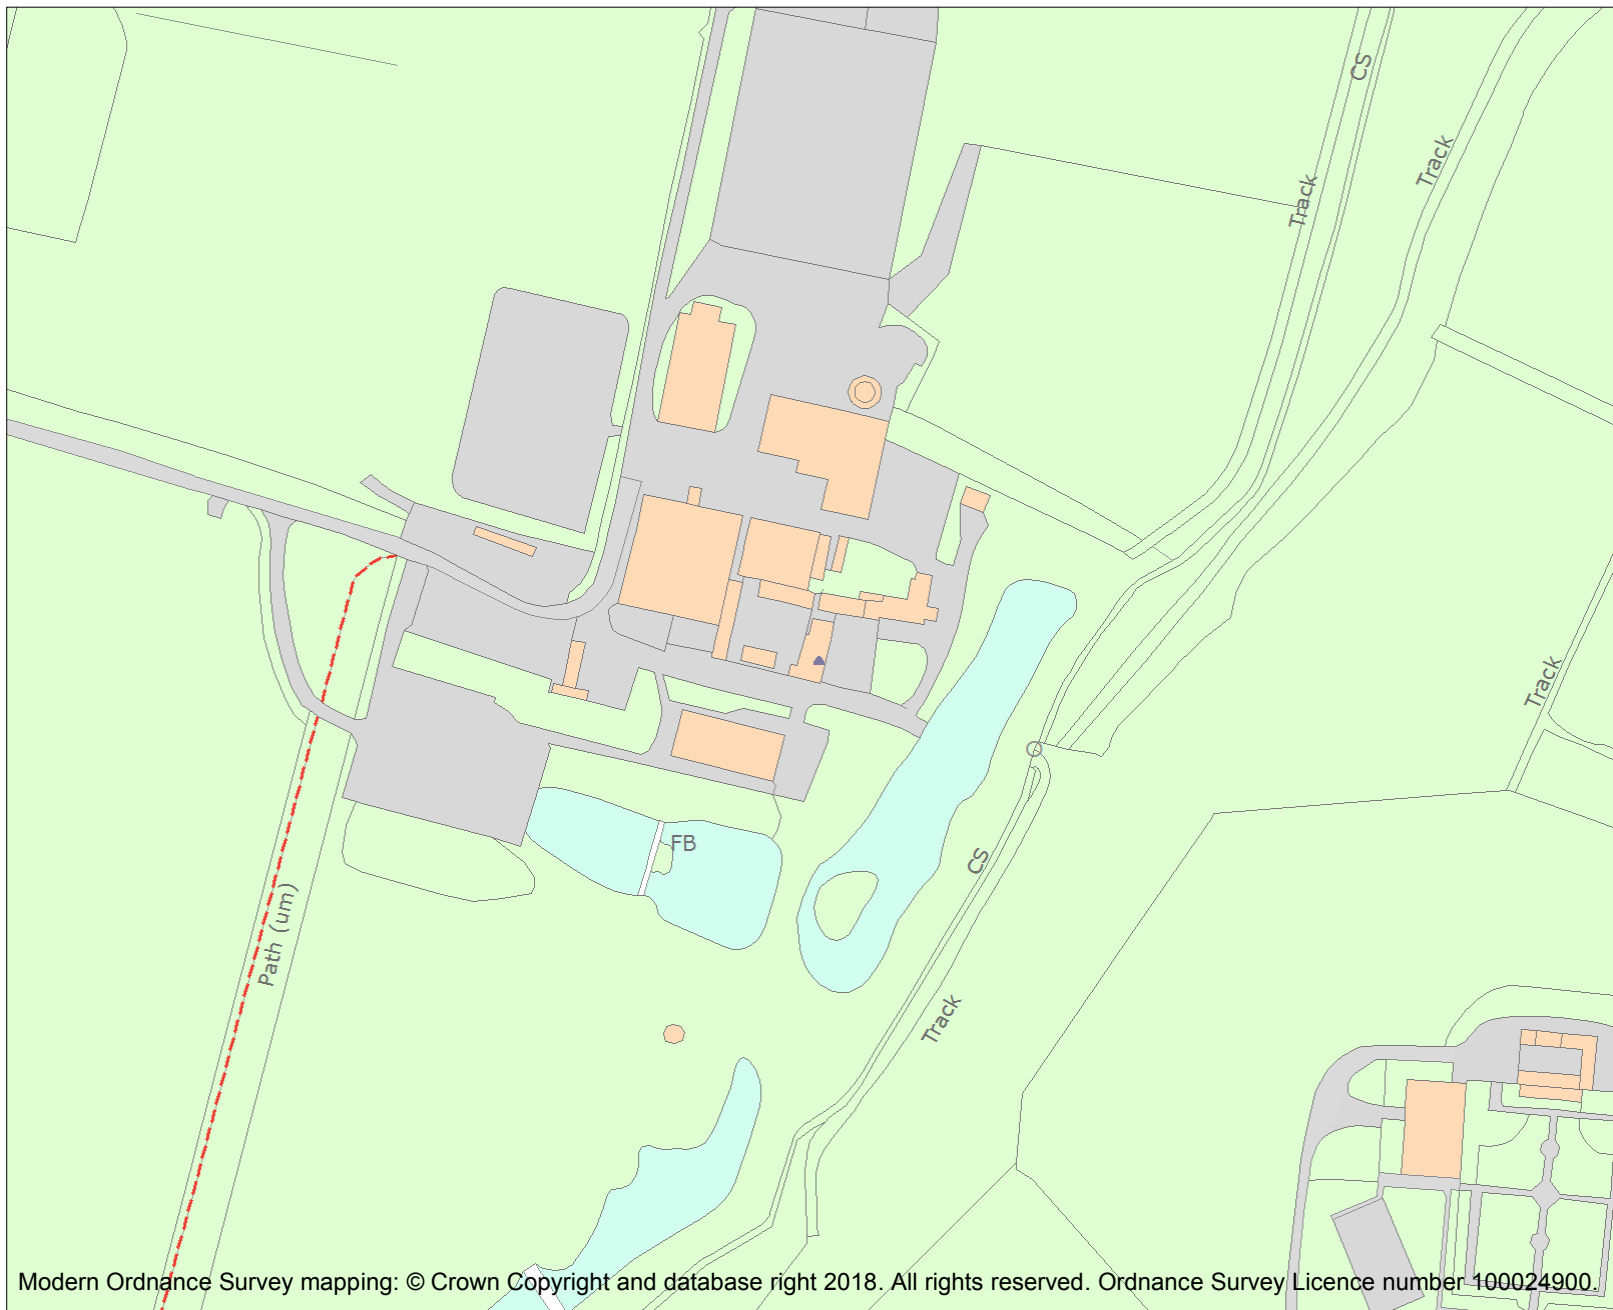 CS
Track
Track
Track
FB
CS
Path (um)
Track
Modern Ordnance Survey mapping: © Crown Copyright and database right 2018. All rights reserved. Ordnance Survey Licence number 100024900.